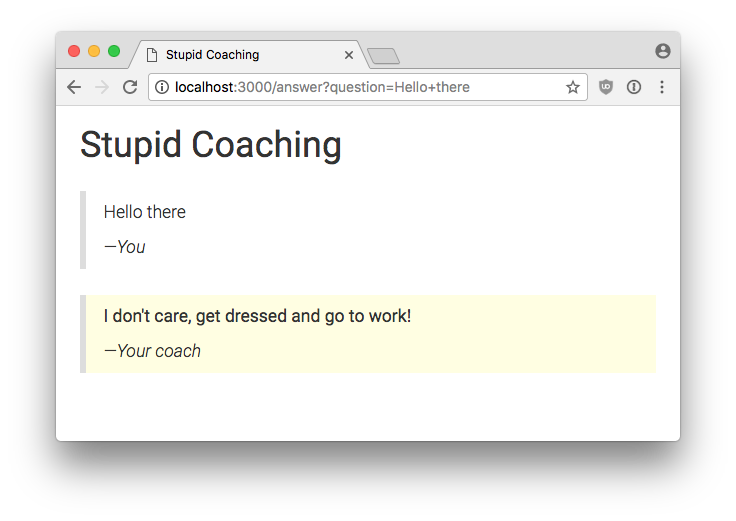 Stupid Coaching
localhost:3000/answer?question=Hello+there
Stupid Coaching
Hello there
—You
I don't care, get dressed and go to work!
—Your coach